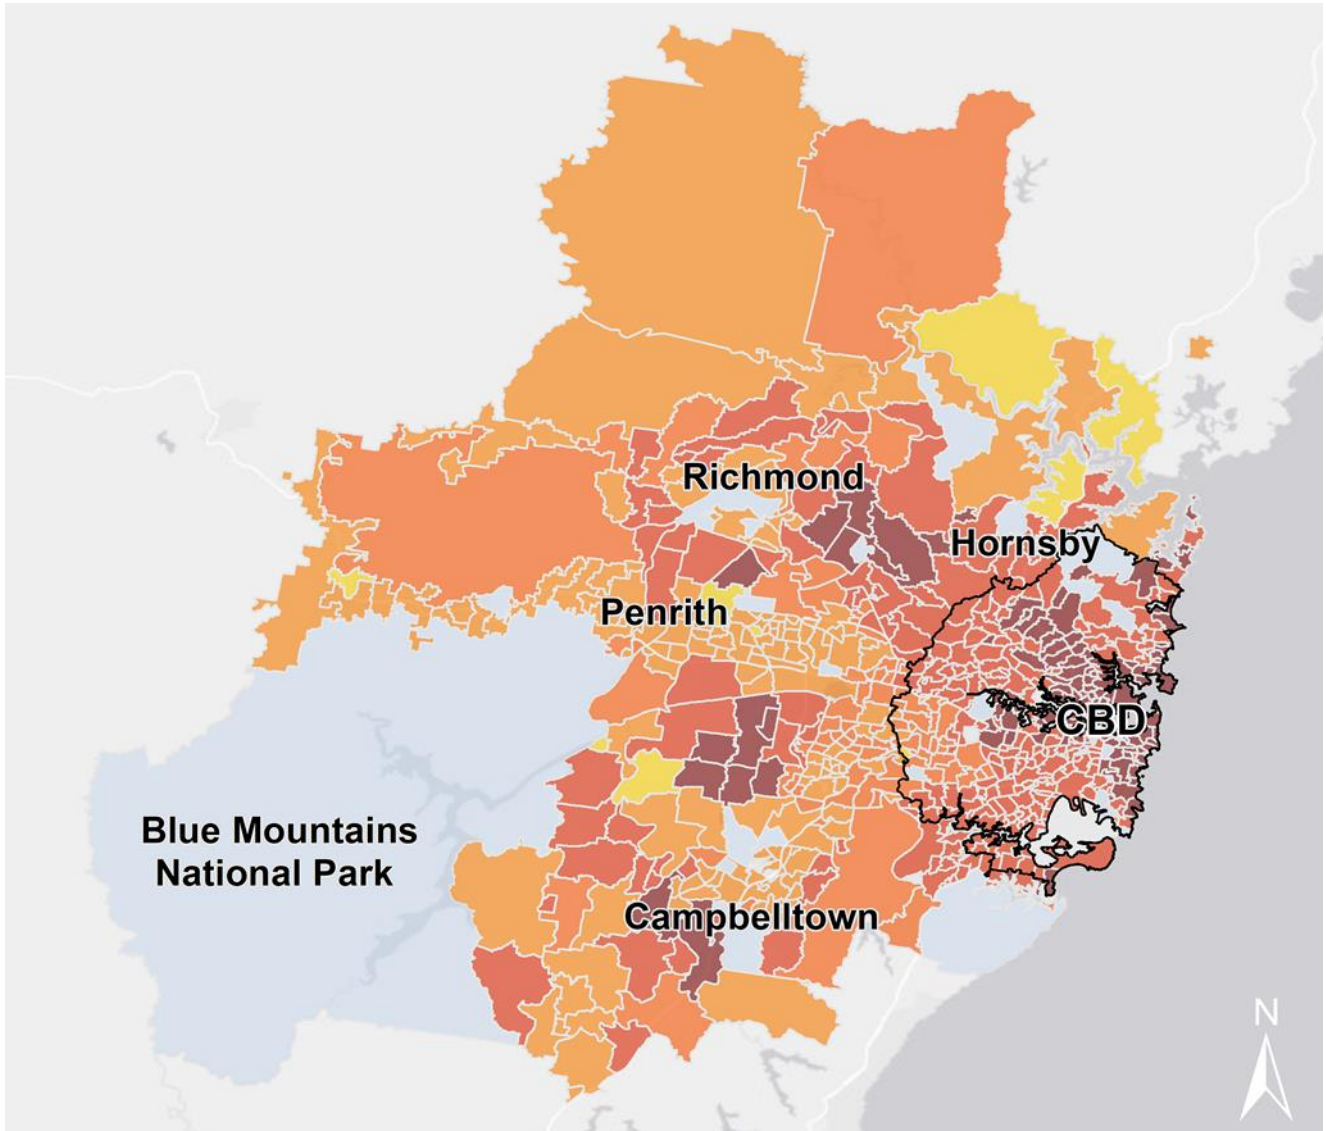 Richmond
Hornsby
Penrith
CBD
Blue Mountains
National Park
Campbelltown
N